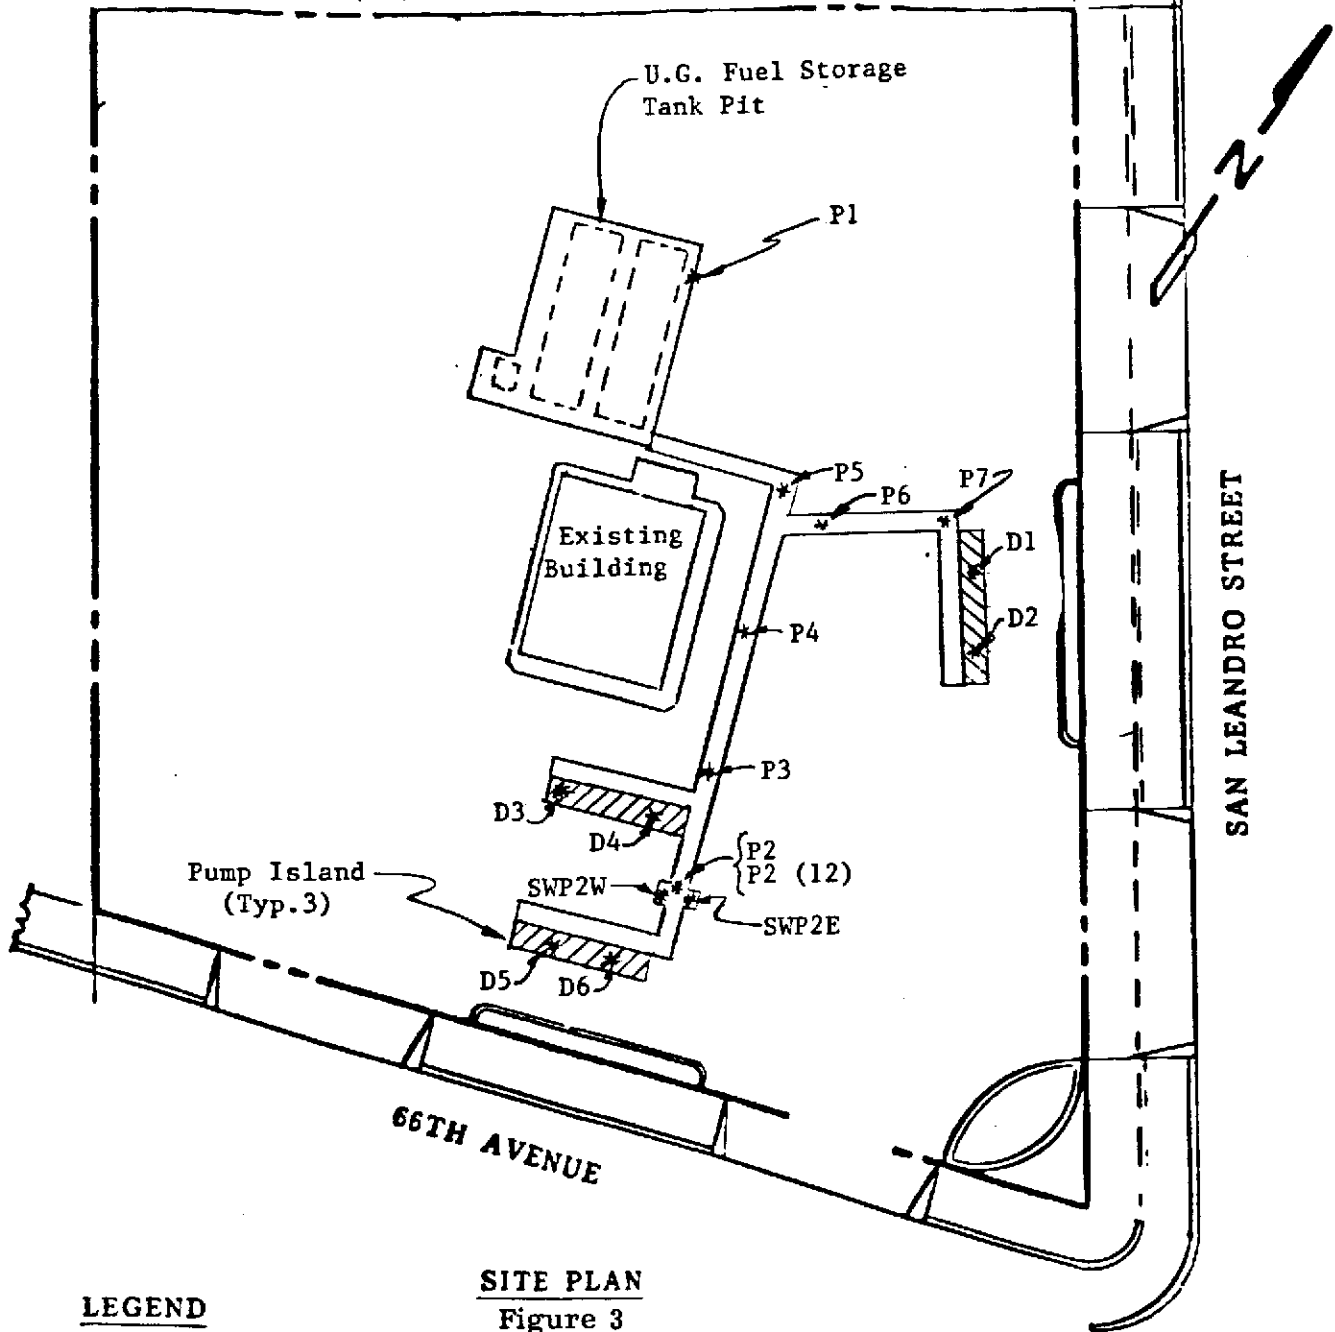 U.G. Fuel Storage
Tank Pit
N
P1
P5
P6
P7
Existing
Building
D1
D2
P4
P3
D3
D4
P2
P2 (12)
Pump Island
(Typ.3)
SWP2W
SWP2E
D5
D6
SAN LEANDRO STREET
66TH AVENUE
SITE PLAN
Figure 3
LEGEND